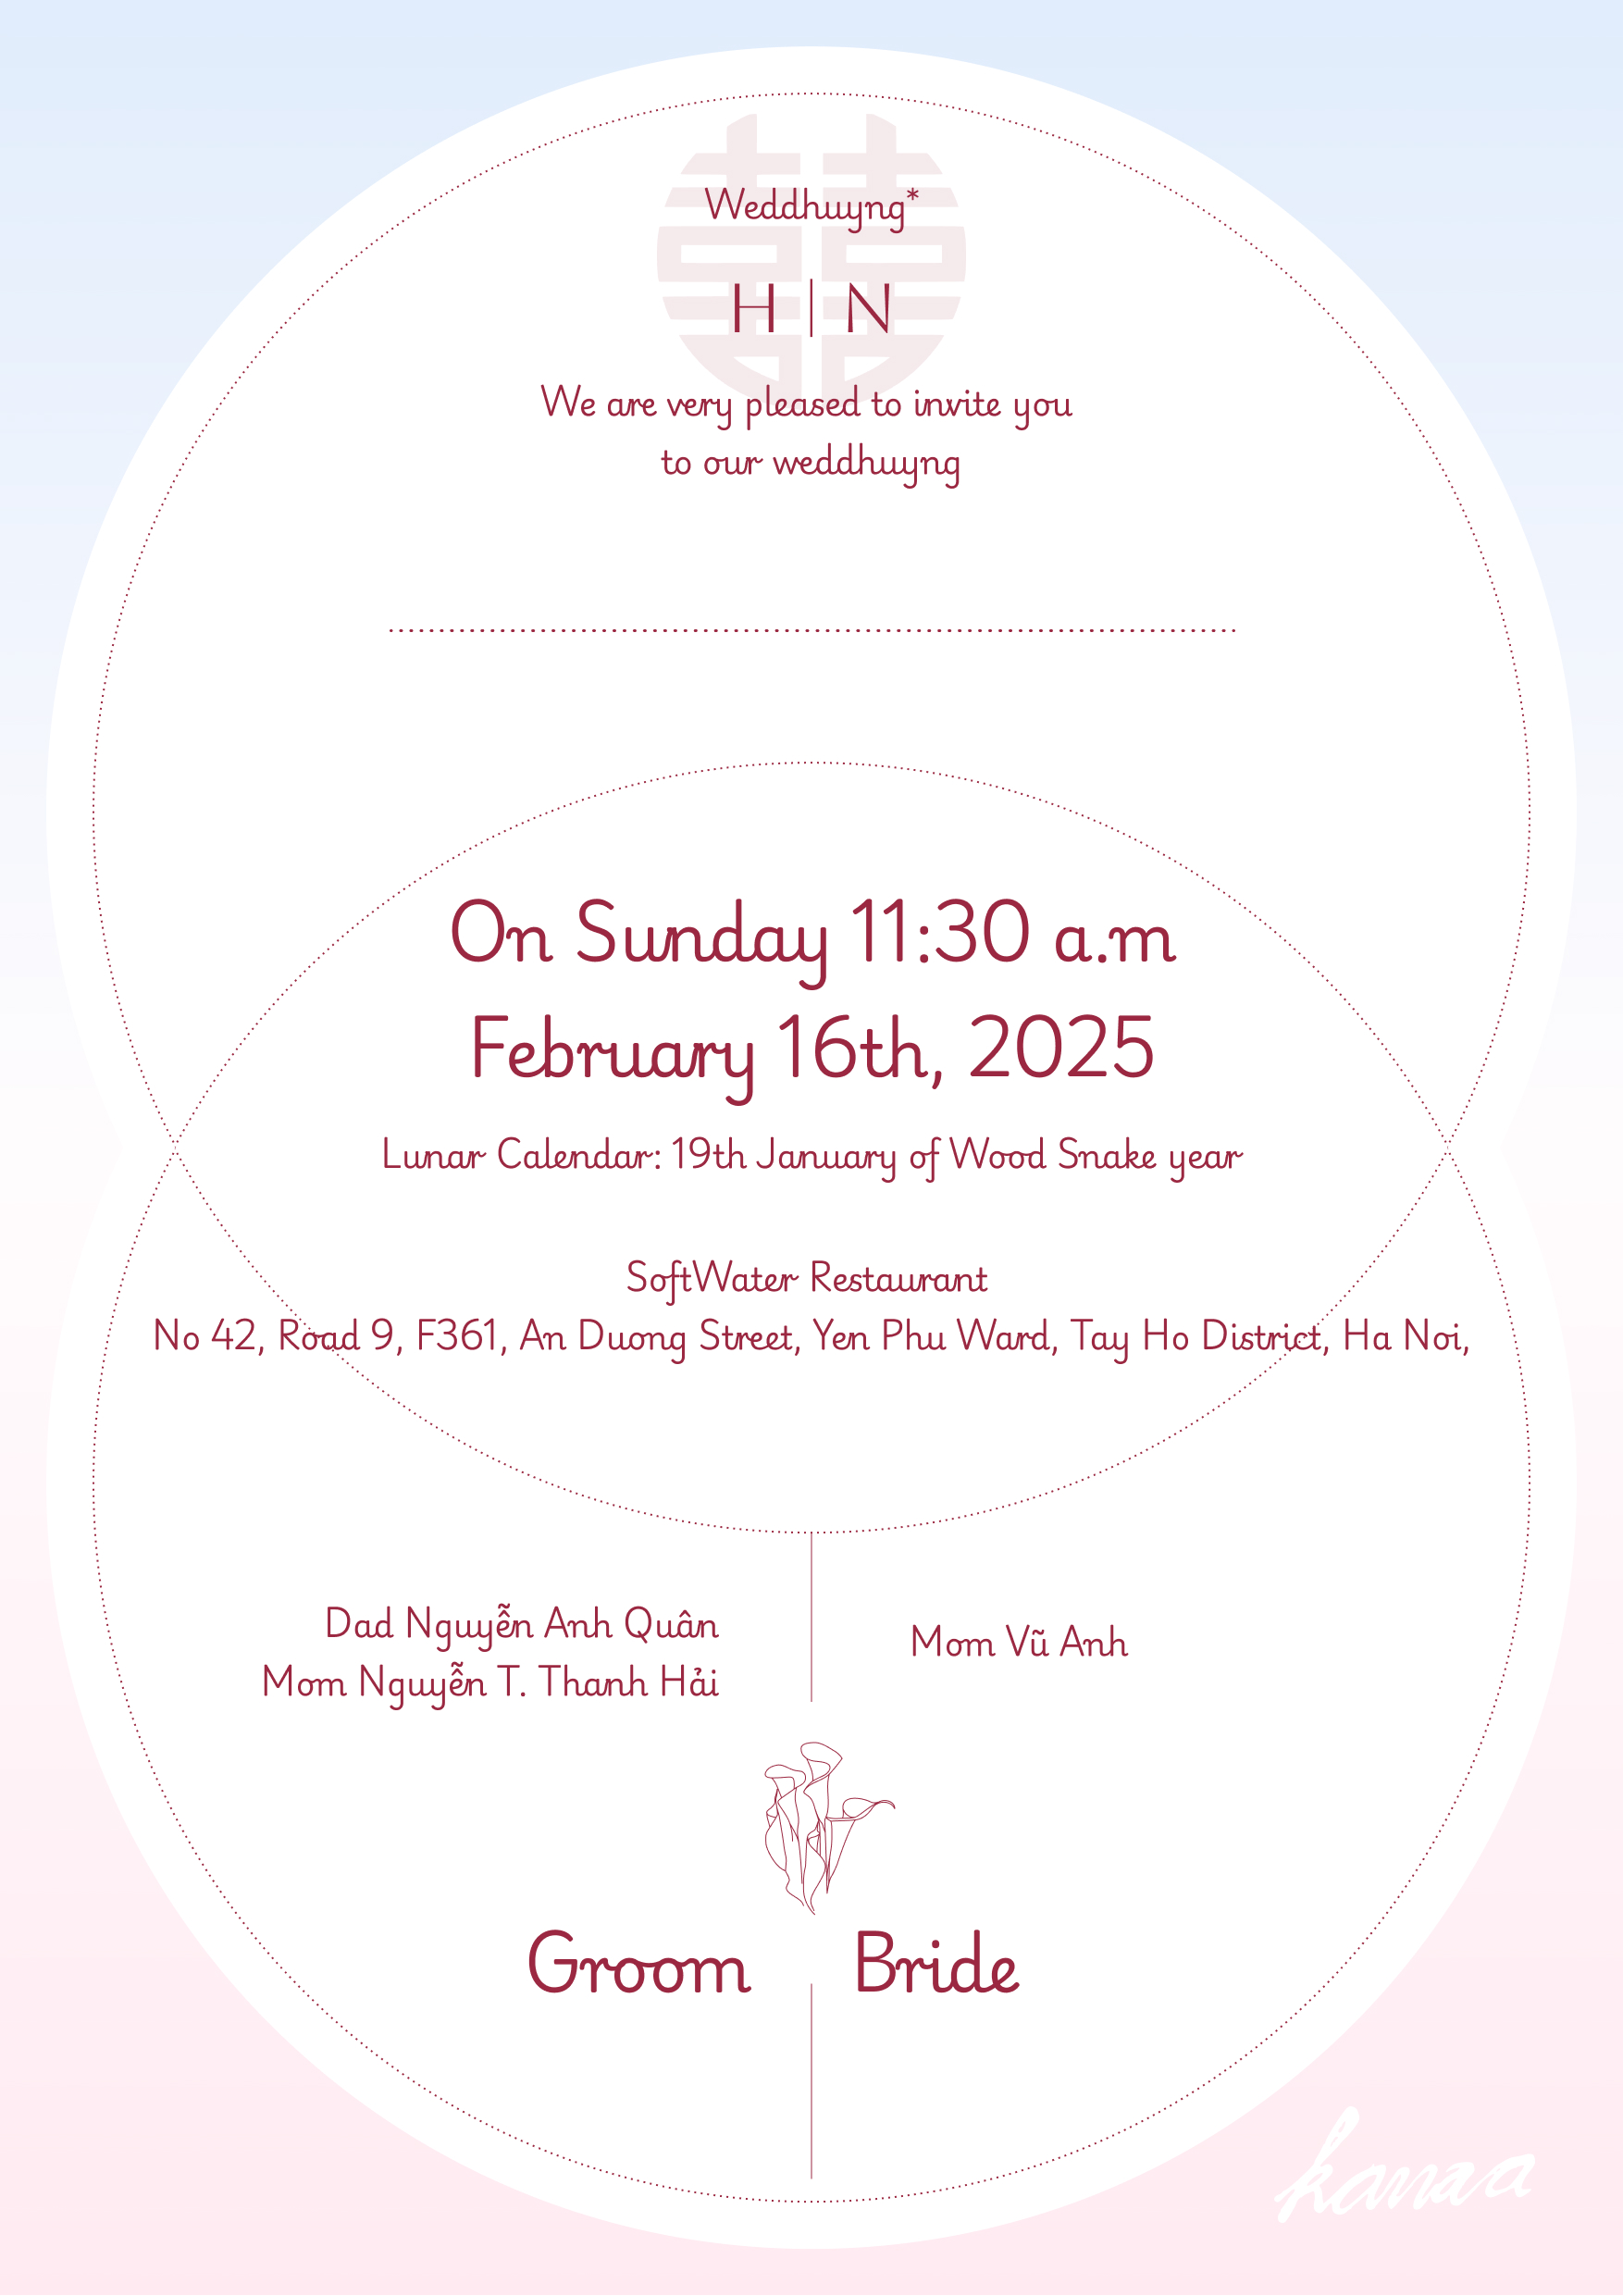 囍
Weddhuyng*
H | N
We are very pleased to invite you
to our weddhuyng
On Sunday 11:30 a.m
February 16th, 2025
Lunar Calendar: 19th January of Wood Snake year
SoftWater Restaurant
No 42, Road 9, F361, An Duong Street, Yen Phu Ward, Tay Ho District, Ha Noi,
Dad Nguyễn Anh Quân
Mom Nguyễn T. Thanh Hải
Mom Vũ Anh
Groom
Bride